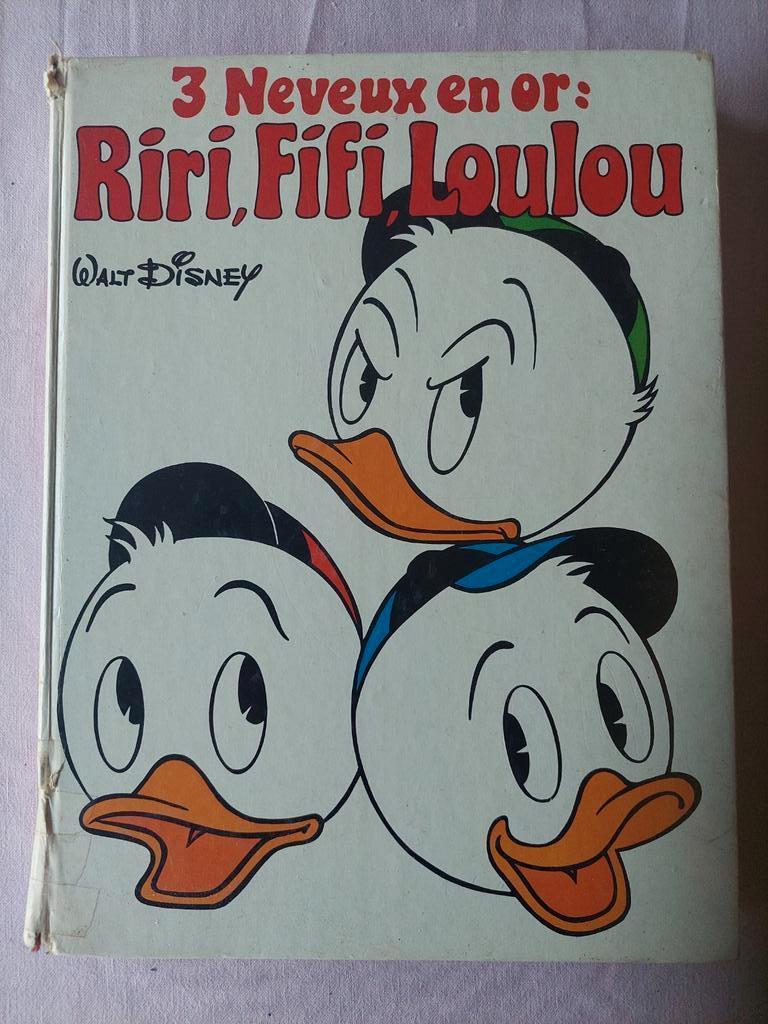 3 Neveux en or:
Riri, Fifi, Loulou
WALT DISNEY